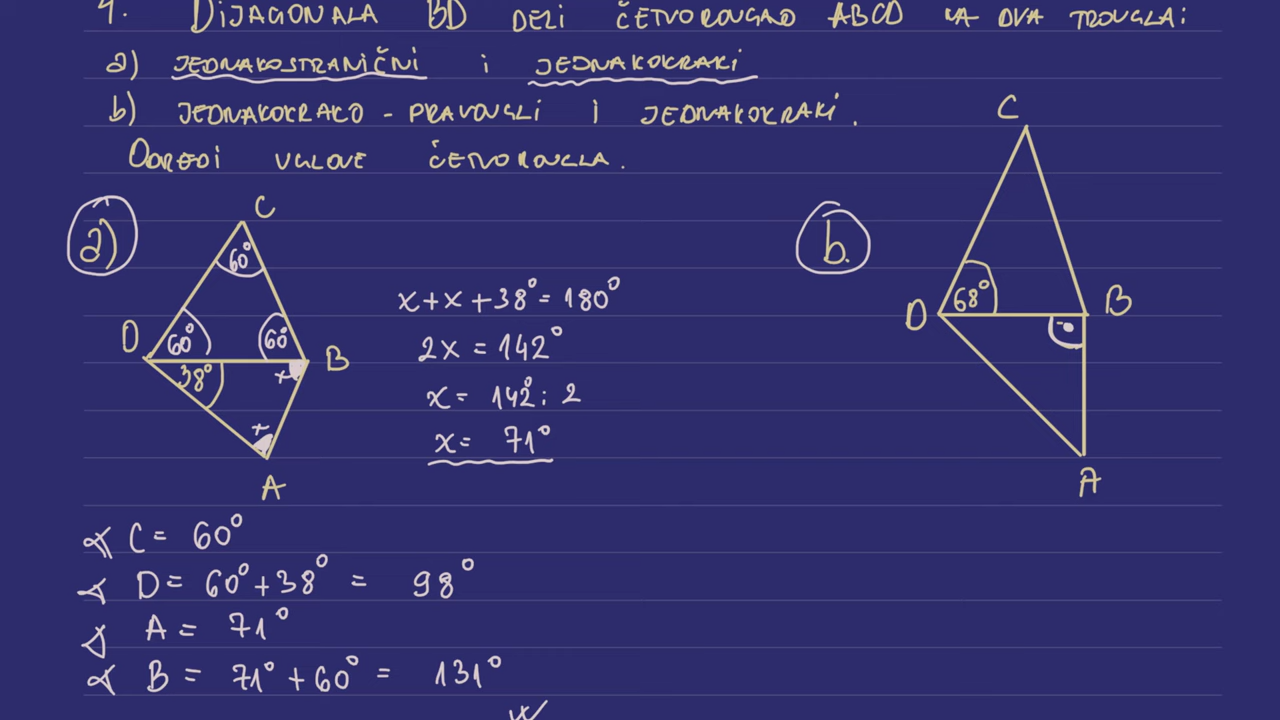 4. DIJAGONALA BD DELI ČETVOROUGAO ABCD NA DVA TROUGLA:
a) JEDNAKOSTRANIČNI i JEDNAKOKRAKI
b) JEDNAKOKRAKO - PRAVOUGLI I JEDNAKOKRAKI.
ODREDI UGLOVE ČETVOROUGLA.
a)
C
60°
D
60°
60°
B
38°
x
x
A
x+x+38°=180°
2x=142°
x= 142°:2
x= 71°
∢ C= 60°
∢ D= 60°+38° = 98°
∢ A= 71°
∢ B= 71°+60° = 131°
b.
C
D
68°
B
A